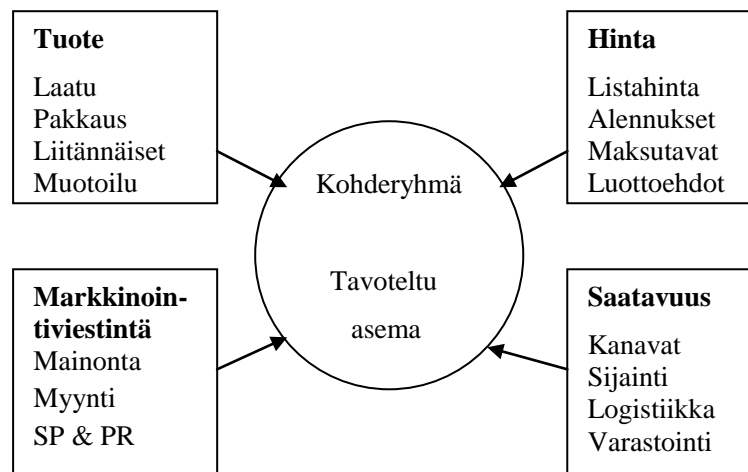 Tuote
Laatu
Pakkaus
Liitännäiset
Muotoilu
Hinta
Listahinta
Alennukset
Maksutavat
Luottoehdot
Kohderyhmä
Tavoteltu
asema
Markkinoin-
tiviestintä
Mainonta
Myynti
SP & PR
Saatavuus
Kanavat
Sijainti
Logistiikka
Varastointi